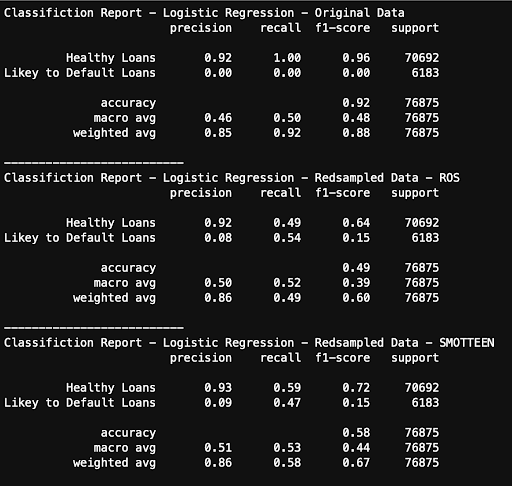 Classifiction Report - Logistic Regression - Original Data
precision recall f1-score support
Healthy Loans 0.92 1.00 0.96 70692
Likey to Default Loans 0.00 0.00 0.00 6183
accuracy 0.92 76875
macro avg 0.46 0.50 0.48 76875
weighted avg 0.85 0.92 0.88 76875
___________________________
Classifiction Report - Logistic Regression - Redsampled Data - ROS
precision recall f1-score support
Healthy Loans 0.92 0.49 0.64 70692
Likey to Default Loans 0.08 0.54 0.15 6183
accuracy 0.49 76875
macro avg 0.50 0.52 0.39 76875
weighted avg 0.86 0.49 0.60 76875
___________________________
Classifiction Report - Logistic Regression - Redsampled Data - SMOTTEEN
precision recall f1-score support
Healthy Loans 0.93 0.59 0.72 70692
Likey to Default Loans 0.09 0.47 0.15 6183
accuracy 0.58 76875
macro avg 0.51 0.53 0.44 76875
weighted avg 0.86 0.58 0.67 76875